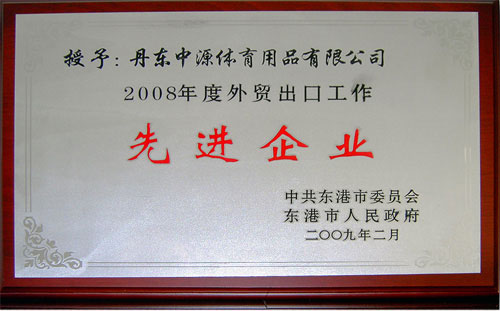 授予：丹东中源体育用品有限公司
2008年度外贸出口工作
先进企业
中共东港市委员会
东港市人民政府
二〇〇九年二月